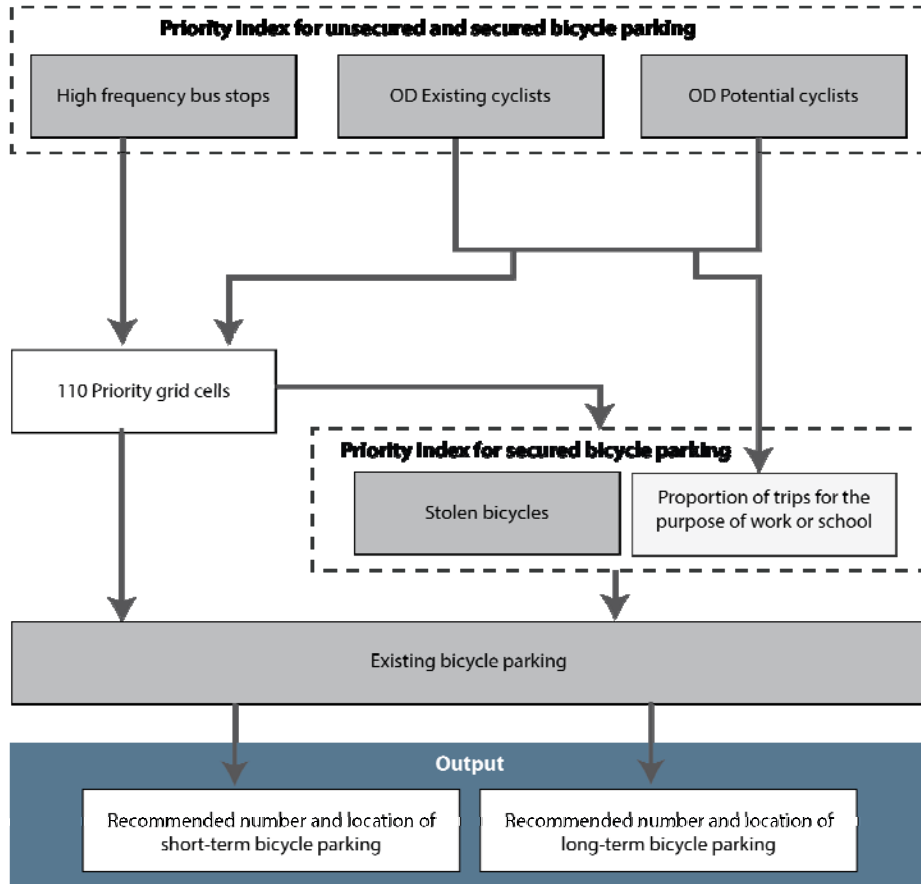 Priority Index for unsecured and secured bicycle parking
High frequency bus stops
OD Existing cyclists
OD Potential cyclists
110 Priority grid cells
Priority Index for secured bicycle parking
Stolen bicycles
Proportion of trips for the
purpose of work or school
Existing bicycle parking
Output
Recommended number and location of
short-term bicycle parking
Recommended number and location of
long-term bicycle parking